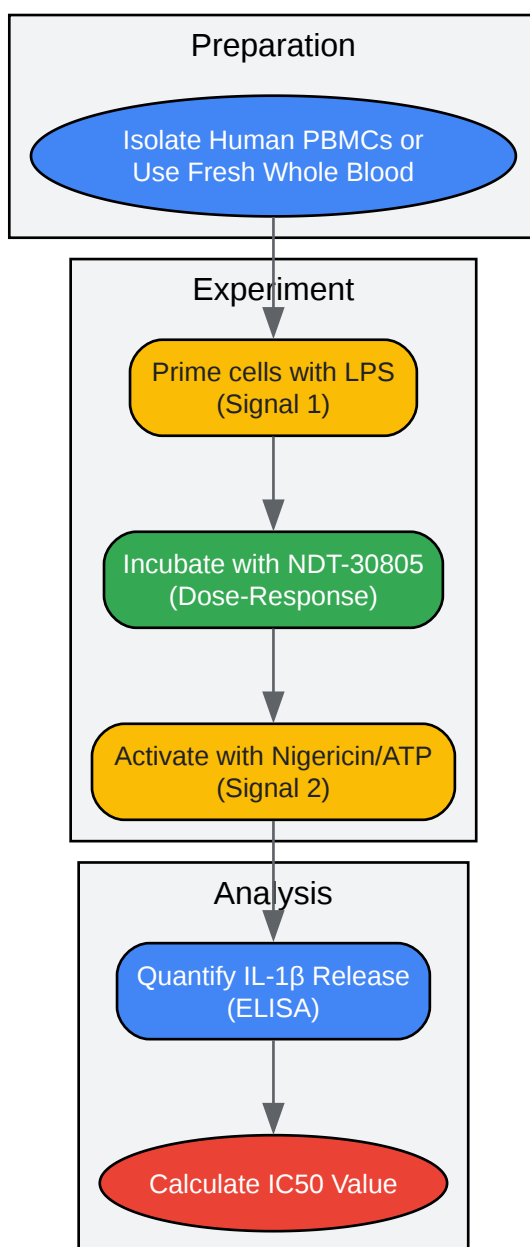 Preparation
Isolate Human PBMCs or
Use Fresh Whole Blood
Experiment
Prime cells with LPS
(Signal 1)
Incubate with NDT-30805
(Dose-Response)
Activate with Nigericin/ATP
(Signal 2)
Analysis
Quantify IL-1β Release
(ELISA)
Calculate IC50 Value